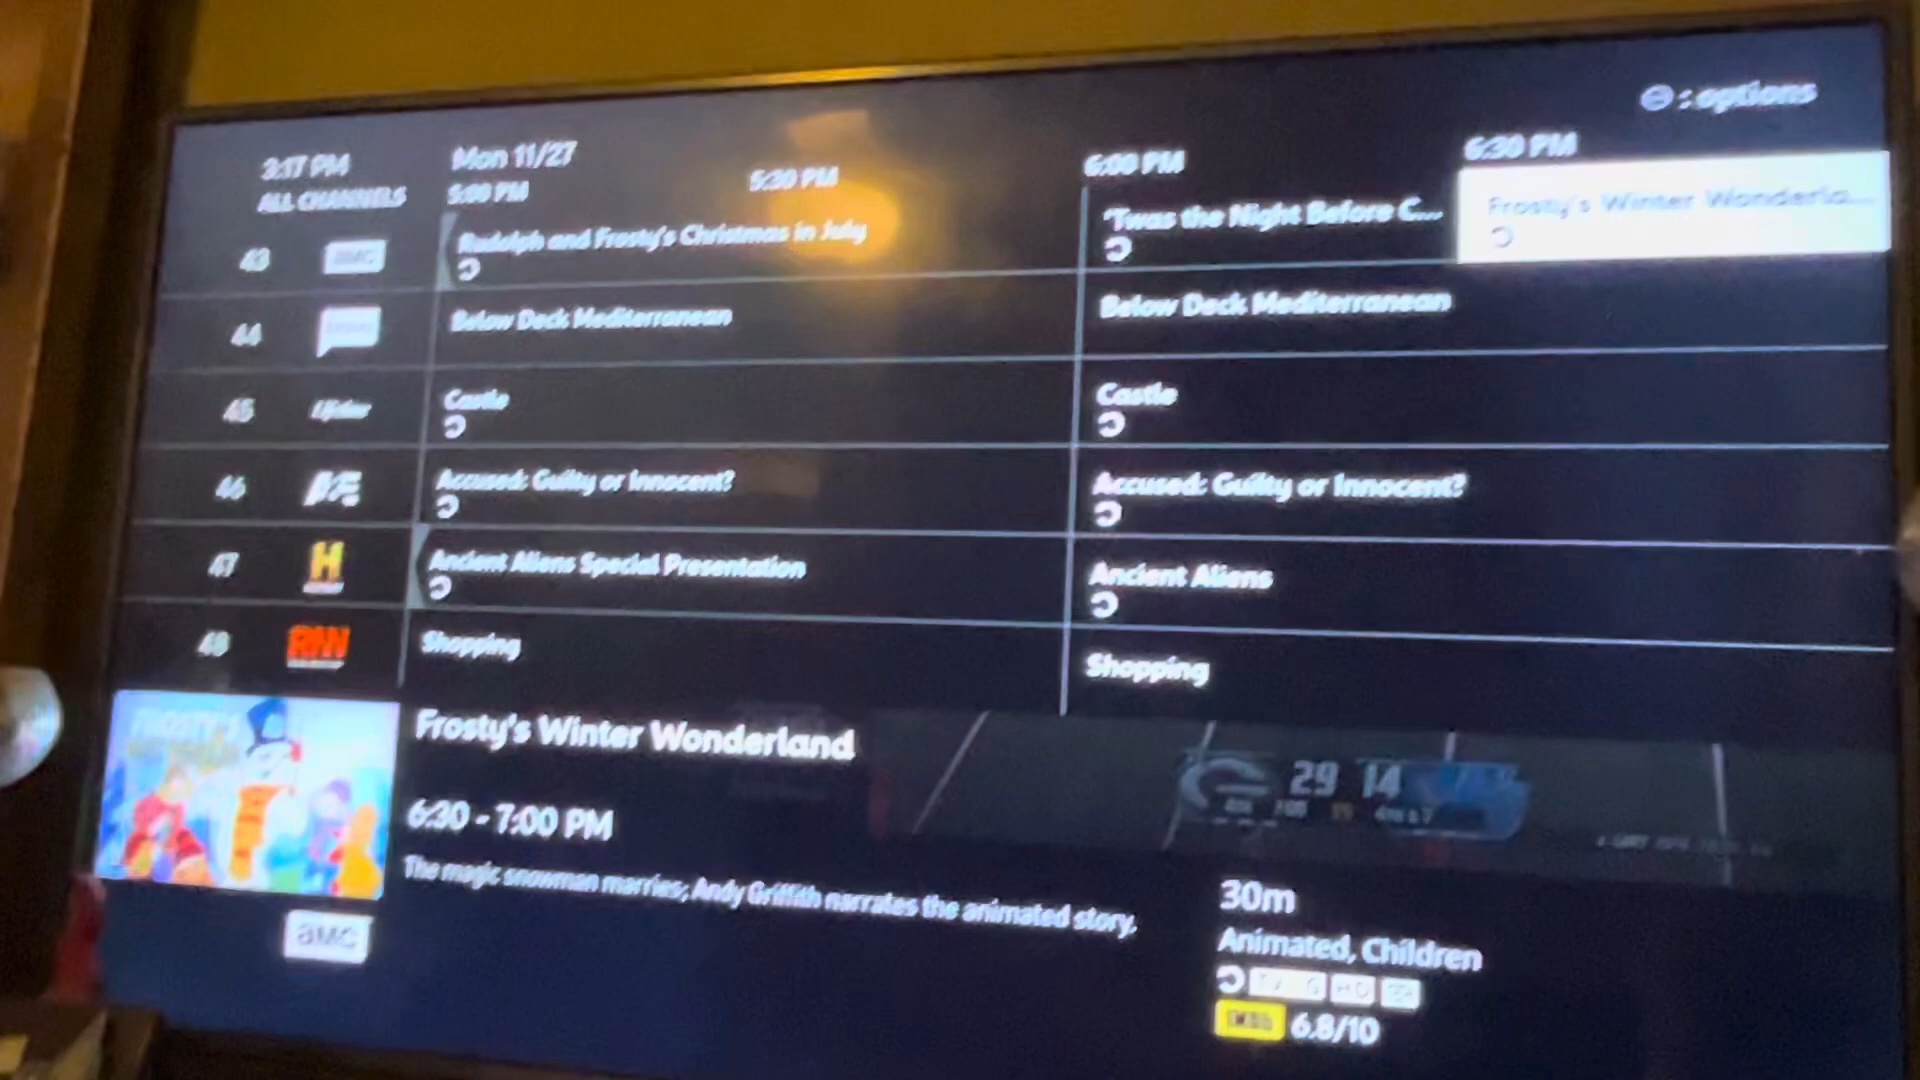 : options
3:17 PM
Mon 11/27
ALL CHANNELS
5:00 PM
5:30 PM
6:00 PM
6:30 PM
43
aMC
Rudolph and Frosty's Christmas in July
'Twas the Night Before C...
Frosty's Winter Wonderla...
44
Below Deck Mediterranean
Below Deck Mediterranean
45
Castle
Castle
46
A&E
Accused: Guilty or Innocent?
Accused: Guilty or Innocent?
47
H
Ancient Aliens Special Presentation
Ancient Aliens
48
Shopping
Shopping
FROSTY'S
Frosty's Winter Wonderland
29 14
6:30 - 7:00 PM
The magic snowman marries; Andy Griffith narrates the animated story.
aMC
30m
Animated, Children
HD
IMDb 6.8/10